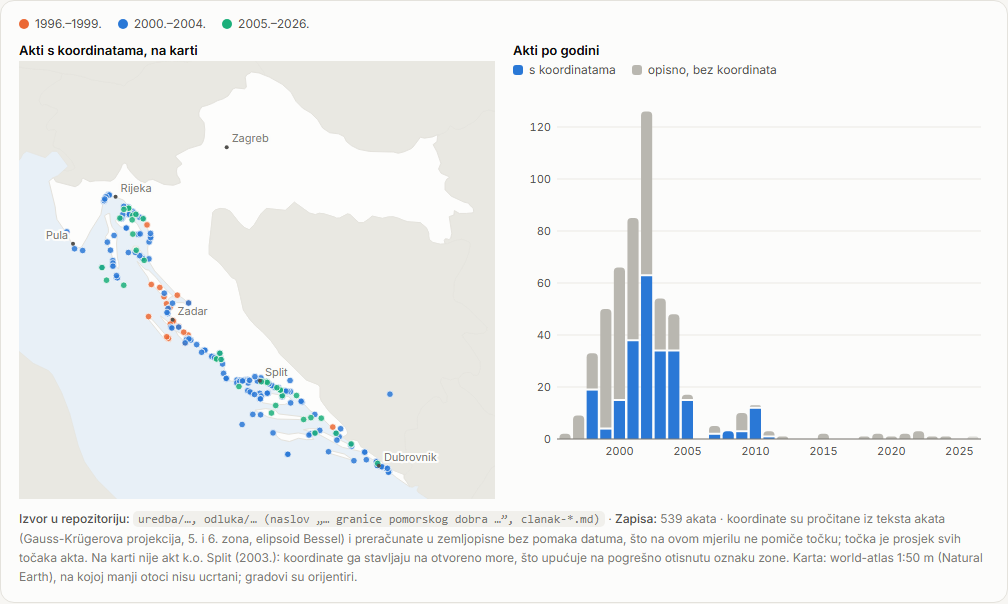 1996.–1999. 2000.–2004. 2005.–2026.
Akti s koordinatama, na karti
Zagreb
Rijeka
Pula
Zadar
Split
Dubrovnik
Akti po godini
s koordinatama opisno, bez koordinata
120
100
80
60
40
20
0
2000 2005 2010 2015 2020 2025
Izvor u repozitoriju: uredba/…, odluka/… (naslov „… granice pomorskog dobra …”, clanak-*.md) · Zapisa: 539 akata · koordinate su pročitane iz teksta akata
(Gauss-Krügerova projekcija, 5. i 6. zona, elipsoid Bessel) i preračunate u zemljopisne bez pomaka datuma, što na ovom mjerilu ne pomiče točku; točka je prosjek svih
točaka akta. Na karti nije akt k.o. Split (2003.): koordinate ga stavljaju na otvoreno more, što upućuje na pogrešno otisnutu oznaku zone. Karta: world-atlas 1:50 m (Natural
Earth), na kojoj manji otoci nisu ucrtani; gradovi su orijentiri.